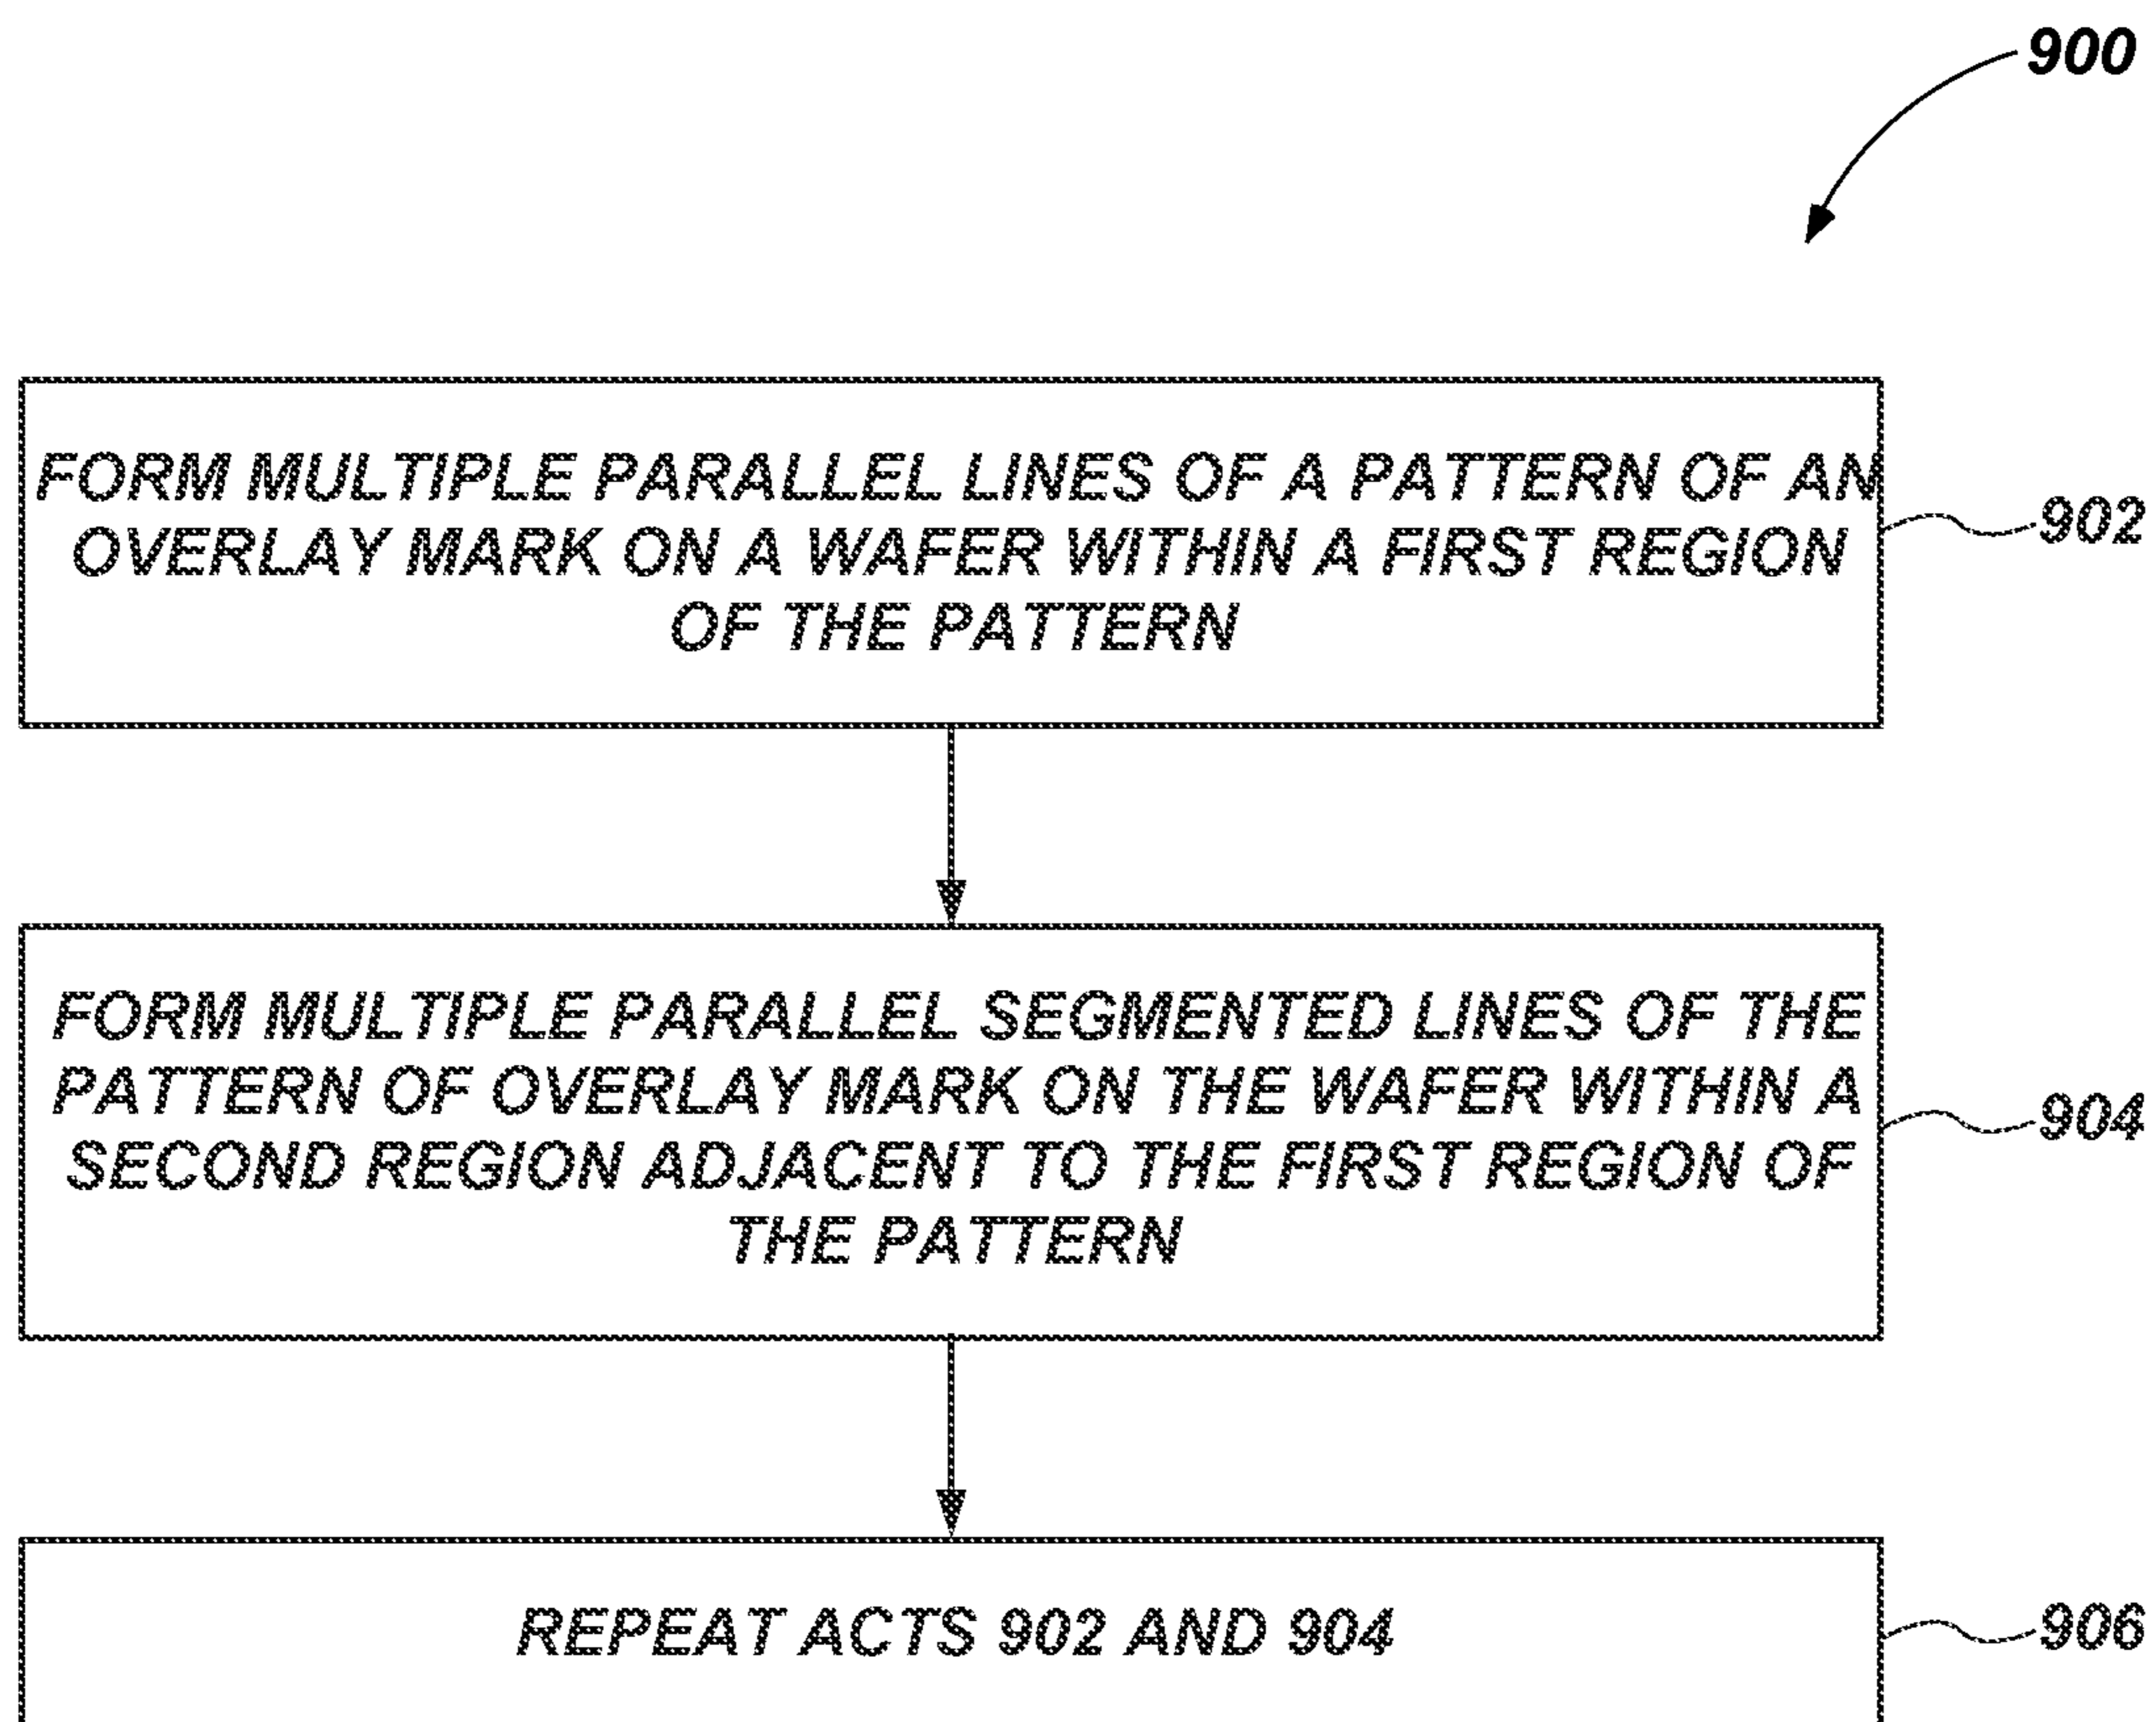 900
FORM MULTIPLE PARALLEL LINES OF A PATTERN OF AN
OVERLAY MARK ON A WAFER WITHIN A FIRST REGION
OF THE PATTERN
902
FORM MULTIPLE PARALLEL SEGMENTED LINES OF THE
PATTERN OF OVERLAY MARK ON THE WAFER WITHIN A
SECOND REGION ADJACENT TO THE FIRST REGION OF
THE PATTERN
904
REPEAT ACTS 902 AND 904
906